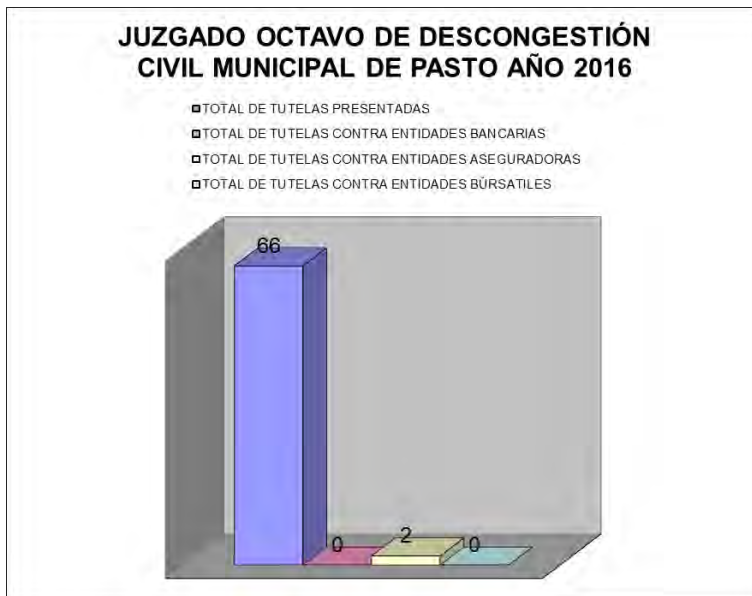 JUZGADO OCTAVO DE DESCONGESTIÓN
CIVIL MUNICIPAL DE PASTO AÑO 2016
TOTAL DE TUTELAS PRESENTADAS
TOTAL DE TUTELAS CONTRA ENTIDADES BANCARIAS
TOTAL DE TUTELAS CONTRA ENTIDADES ASEGURADORAS
TOTAL DE TUTELAS CONTRA ENTIDADES BÙRSATILES
66
0
2
0